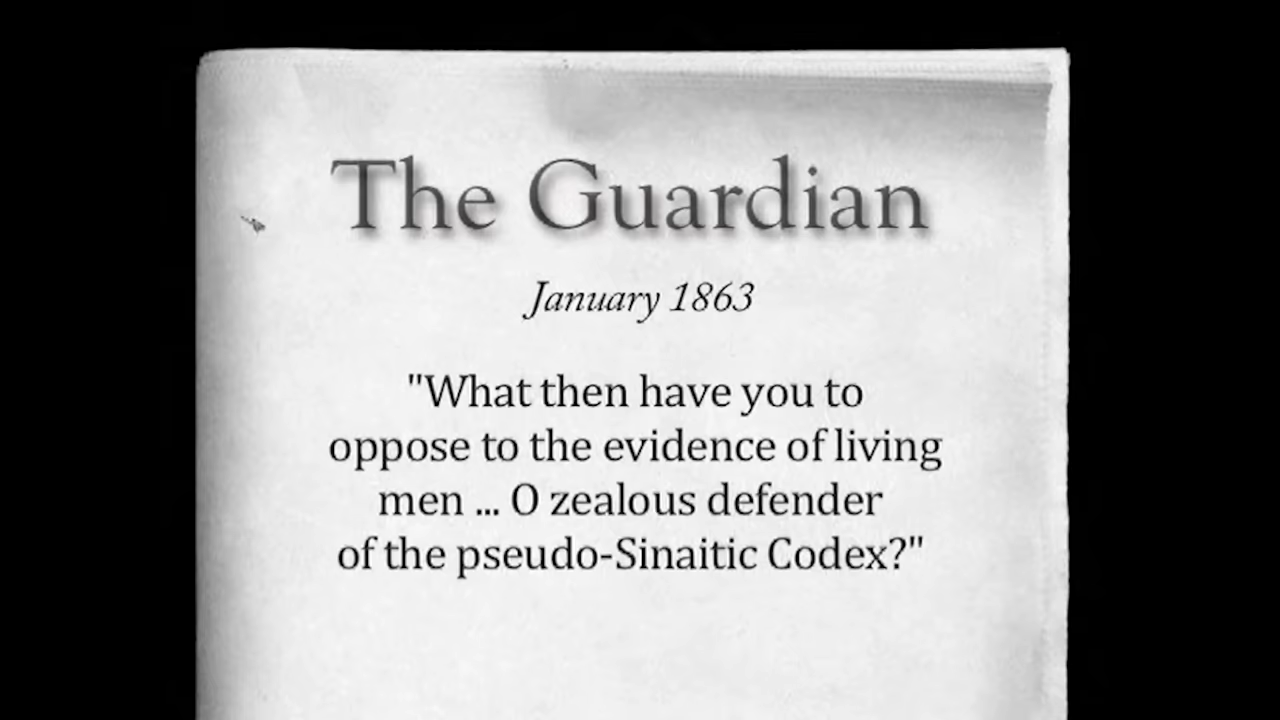 The Guardian
January 1863
"What then have you to
oppose to the evidence of living
men ... O zealous defender
of the pseudo-Sinaitic Codex?"